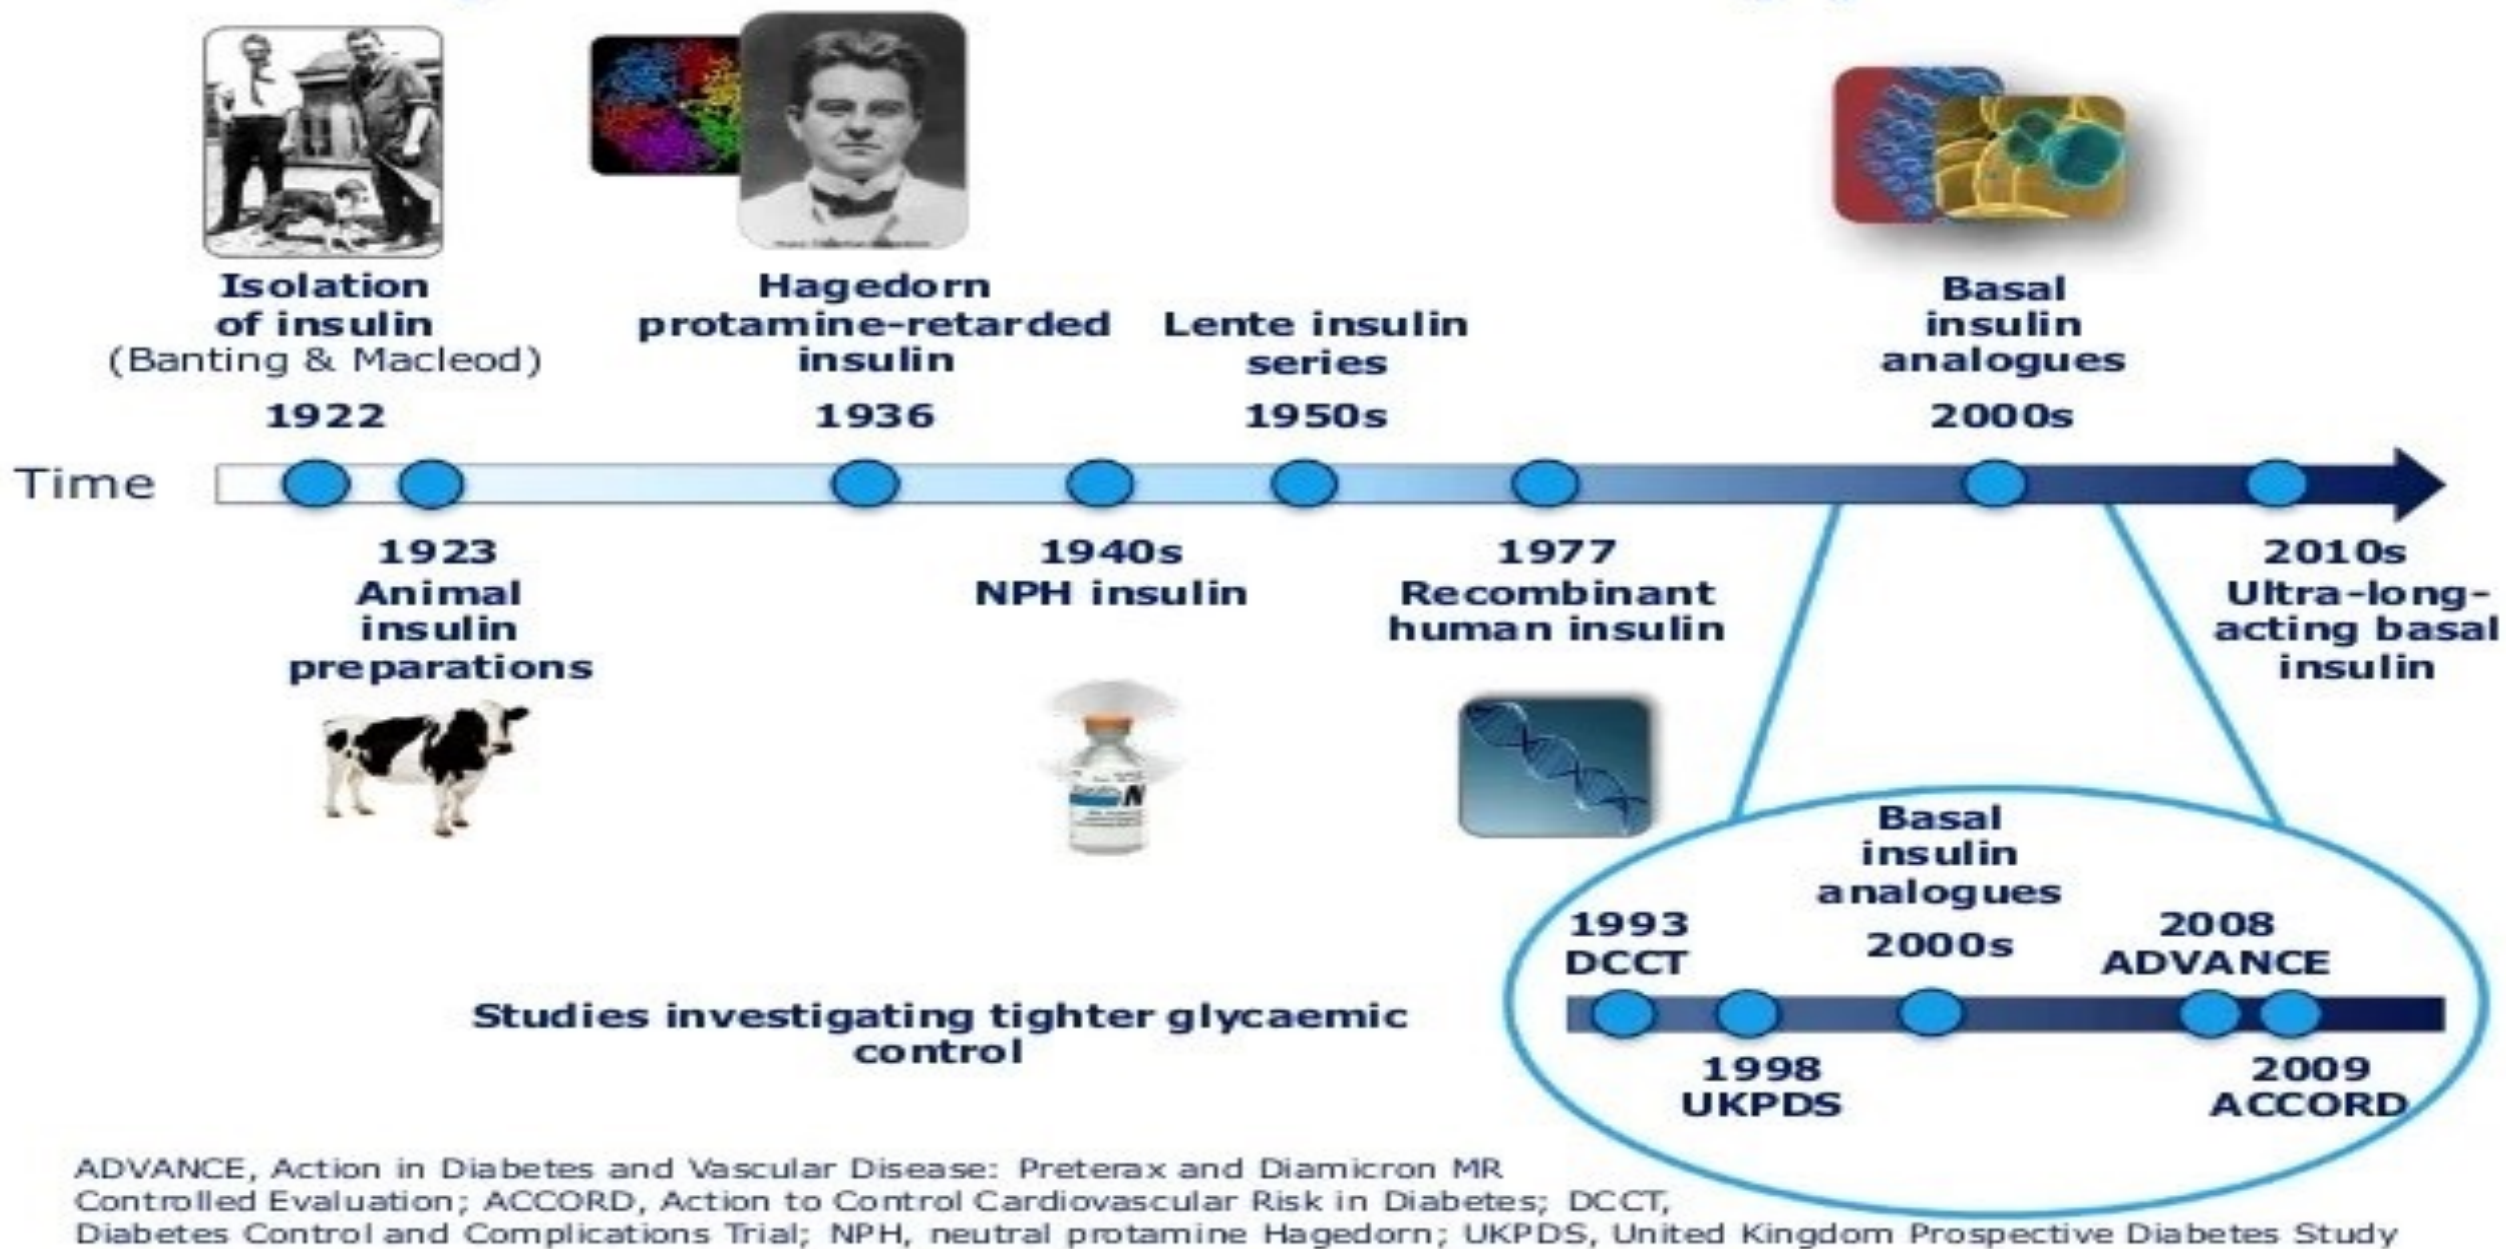 Isolation
of insulin
(Banting & Macleod)
1922
Hagedorn
protamine-retarded
insulin
1936
Lente insulin
series
1950s
Basal
insulin
analogues
2000s
Time
1923
Animal
insulin
preparations
1940s
NPH insulin
1977
Recombinant
human insulin
2010s
Ultra-long-
acting basal
insulin
N
Basal
insulin
analogues
2000s
1993
DCCT
2008
ADVANCE
1998
UKPDS
2009
ACCORD
Studies investigating tighter glycaemic
control
ADVANCE, Action in Diabetes and Vascular Disease: Preterax and Diamicron MR
Controlled Evaluation; ACCORD, Action to Control Cardiovascular Risk in Diabetes; DCCT,
Diabetes Control and Complications Trial; NPH, neutral protamine Hagedorn; UKPDS, United Kingdom Prospective Diabetes Study